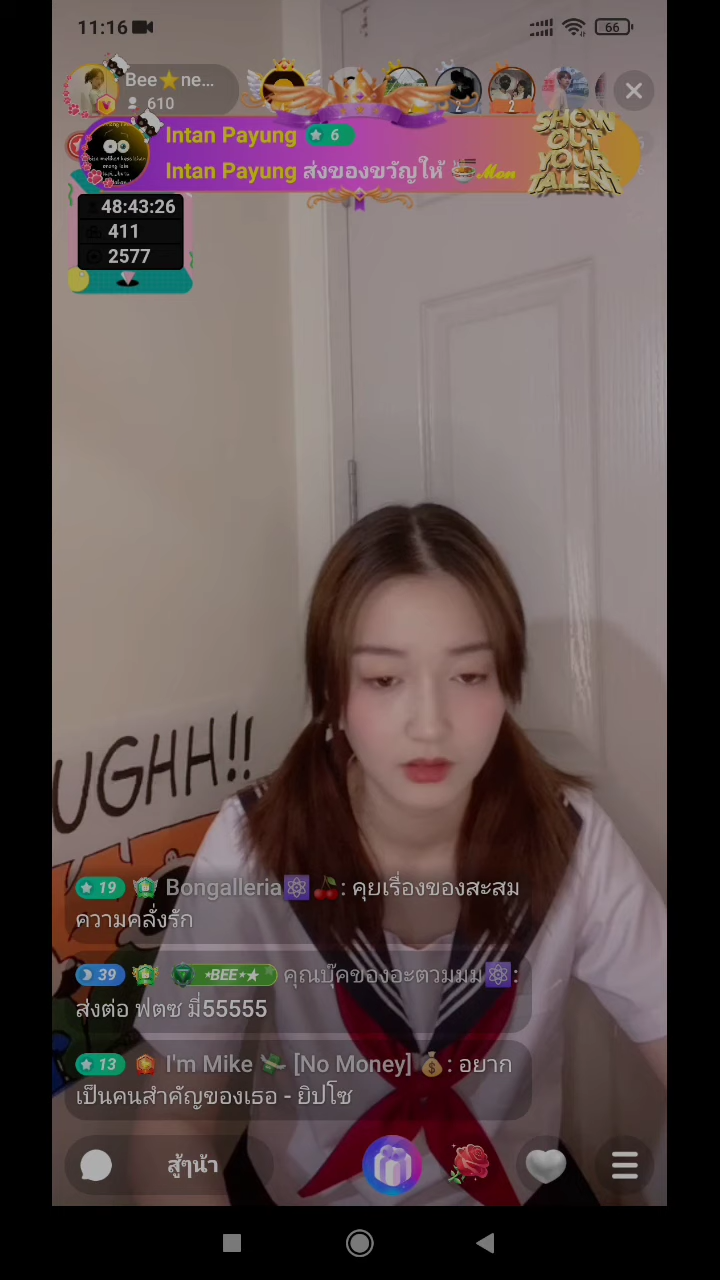 11:16
66
Bee⭐ne...
610
2
2
Intan Payung ★ 6
Intan Payung ส่งของขวัญให้ 🍜Mon
SHOW
OUT
YOUR
TALENT
48:43:26
411
2577
UGHH!!
★ 19 Bongalleria⚛️🍒: คุยเรื่องของสะสม
ความคลั่งรัก
39 ★BEE★★ คุณบุ๊คของอะตวมมม⚛️:
ส่งต่อ ฟตซ มี่55555
★ 13 I'm Mike 💸 [No Money] 💰: อยาก
เป็นคนสำคัญของเธอ - ยิปโซ
สู้ๆน้า